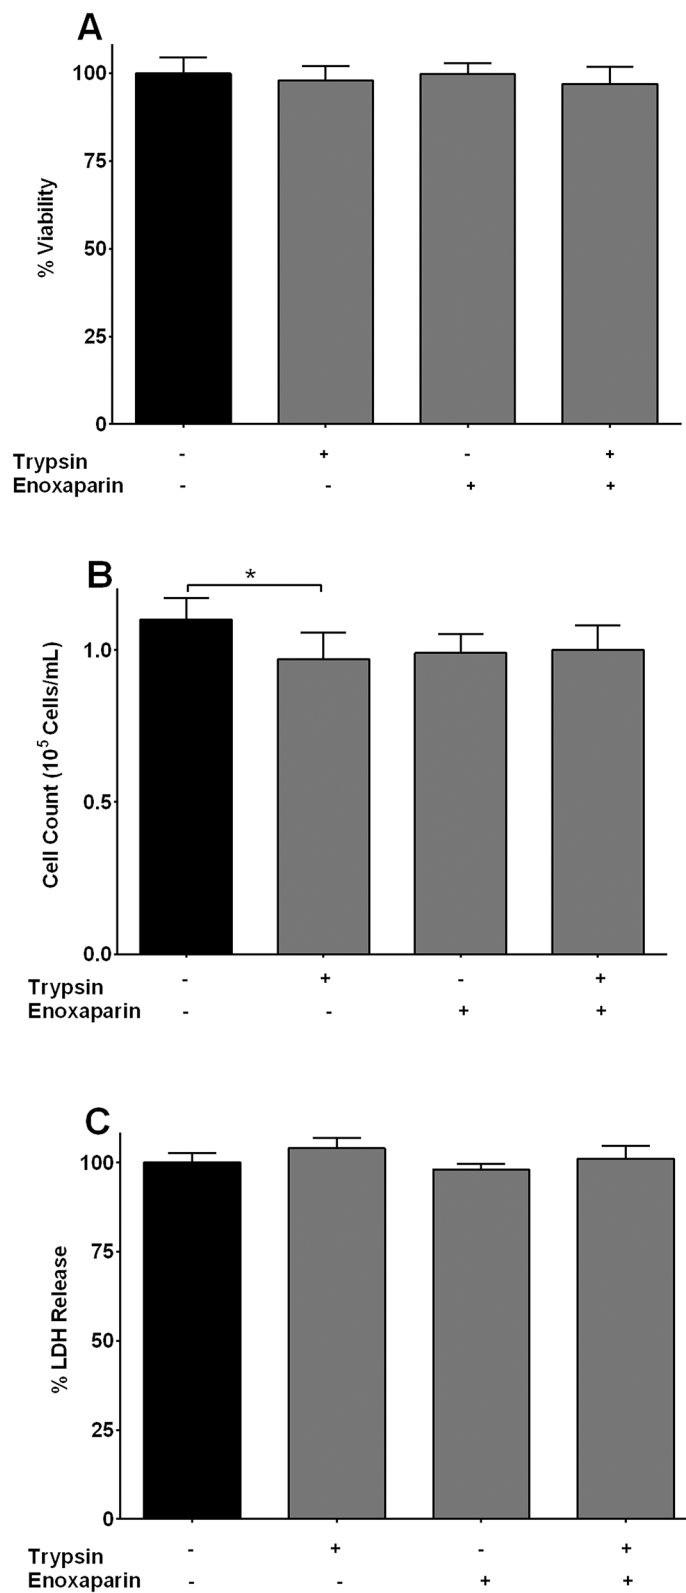 A
100
75
50
25
0
% Viability
Trypsin - + - +
Enoxaparin - - + +
B
*
1.0
0.5
0.0
Cell Count (10⁵ Cells/mL)
Trypsin - + - +
Enoxaparin - - + +
C
100
75
50
25
0
% LDH Release
Trypsin - + - +
Enoxaparin - - + +